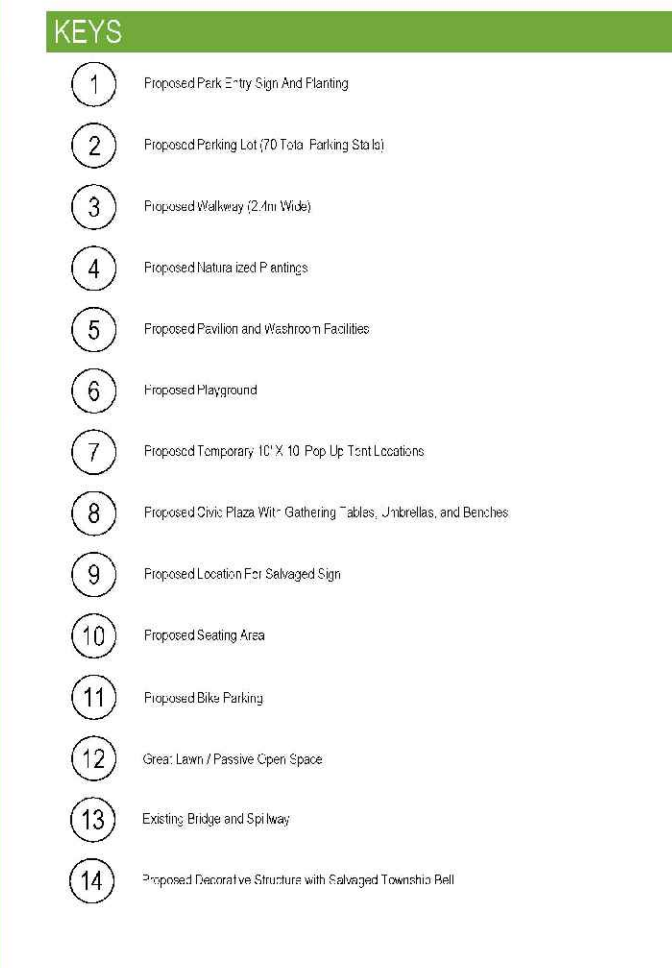 KEYS
1 Proposed Park Entry Sign And Planting
2 Proposed Parking Lot (70 Total Parking Stalls)
3 Proposed Walkway (2.4m Wide)
4 Proposed Naturalized Plantings
5 Proposed Pavilion and Washroom Facilities
6 Proposed Playground
7 Proposed Temporary 10' X 10' Pop Up Tent Locations
8 Proposed Civic Plaza With Gathering Tables, Umbrellas, and Benches
9 Proposed Location For Salvaged Sign
10 Proposed Seating Area
11 Proposed Bike Parking
12 Great Lawn / Passive Open Space
13 Existing Bridge and Spillway
14 Proposed Decorative Structure with Salvaged Township Bell